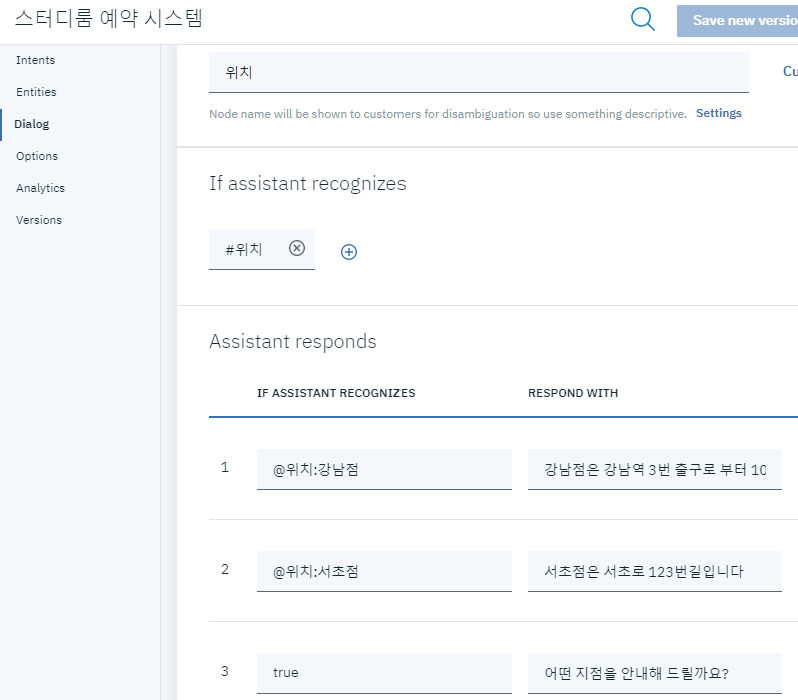 스터디룸 예약 시스템
Save new versio
Intents
Entities
Dialog
Options
Analytics
Versions
위치
Cu
Node name will be shown to customers for disambiguation so use something descriptive. Settings
If assistant recognizes
#위치
Assistant responds
IF ASSISTANT RECOGNIZES RESPOND WITH
1 @위치:강남점 강남점은 강남역 3번 출구로 부터 10
2 @위치:서초점 서초점은 서초로 123번길입니다
3 true 어떤 지점을 안내해 드릴까요?